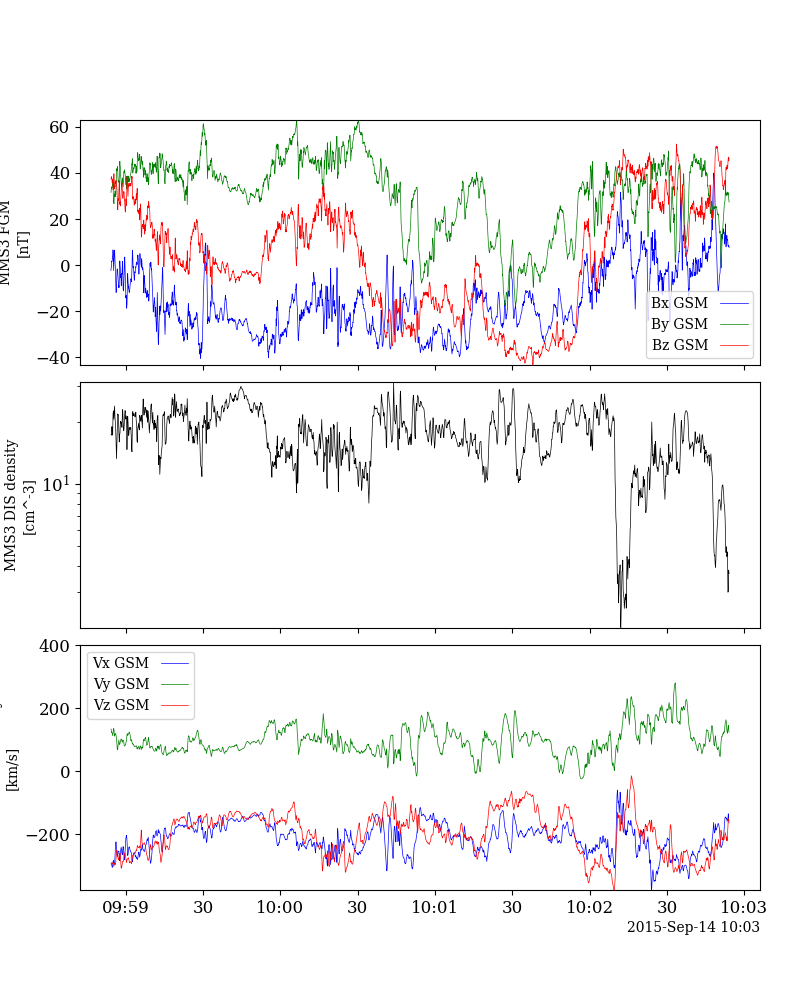 60
40
20
0
−20
−40
MMS3 FGM
[nT]
Bx GSM
By GSM
Bz GSM
10^1
MMS3 DIS density
[cm^-3]
400
200
0
−200
[km/s]
Vx GSM
Vy GSM
Vz GSM
09:59 30 10:00 30 10:01 30 10:02 30 10:03
2015-Sep-14 10:03